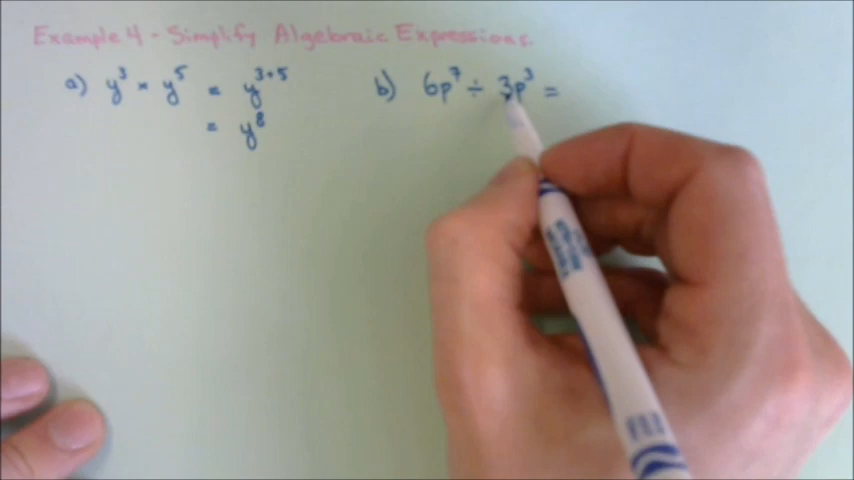 Example 4 - Simplify Algebraic Expressions.
a) y³ × y⁵ = y³⁺⁵
= y⁸
b) 6p⁷ ÷ 3p³ =